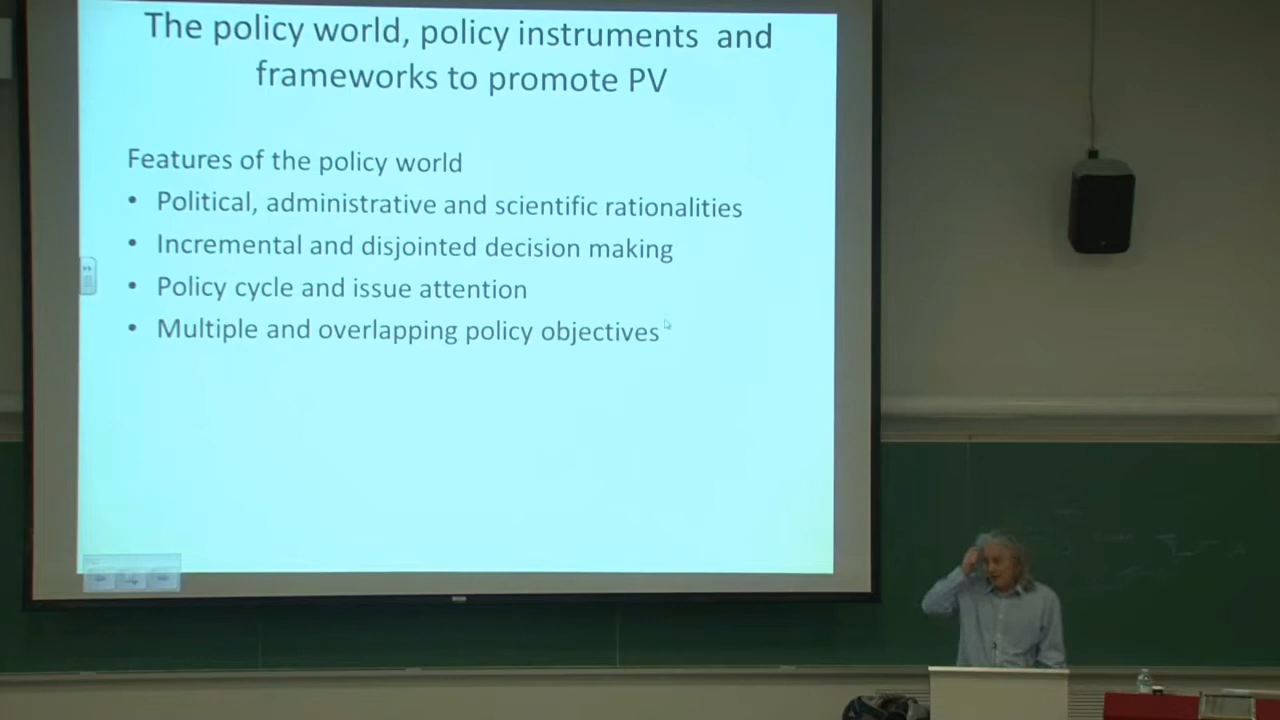 The policy world, policy instruments and
frameworks to promote PV
Features of the policy world
• Political, administrative and scientific rationalities
• Incremental and disjointed decision making
• Policy cycle and issue attention
• Multiple and overlapping policy objectives